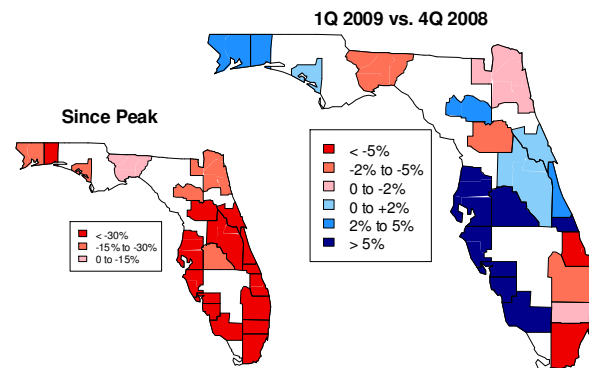 1Q 2009 vs. 4Q 2008
Since Peak
< -30%
-15% to -30%
0 to -15%
< -5%
-2% to -5%
0 to -2%
0 to +2%
2% to 5%
> 5%